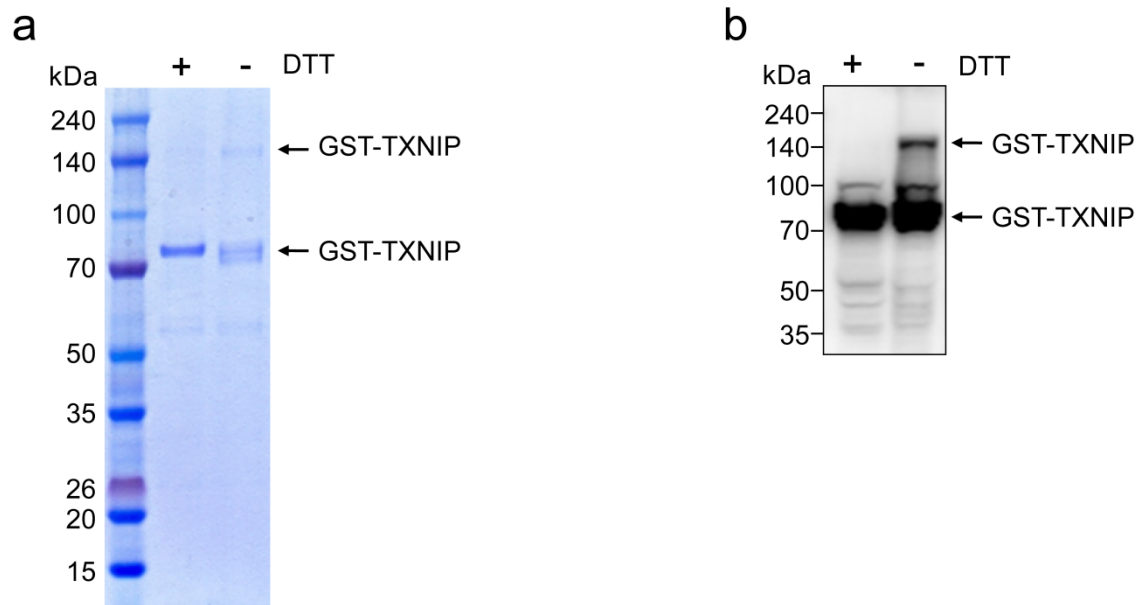 a
kDa + - DTT
240
140
100
70
50
35
26
20
15
GST-TXNIP
GST-TXNIP
b
kDa + - DTT
240
140
100
70
50
35
GST-TXNIP
GST-TXNIP